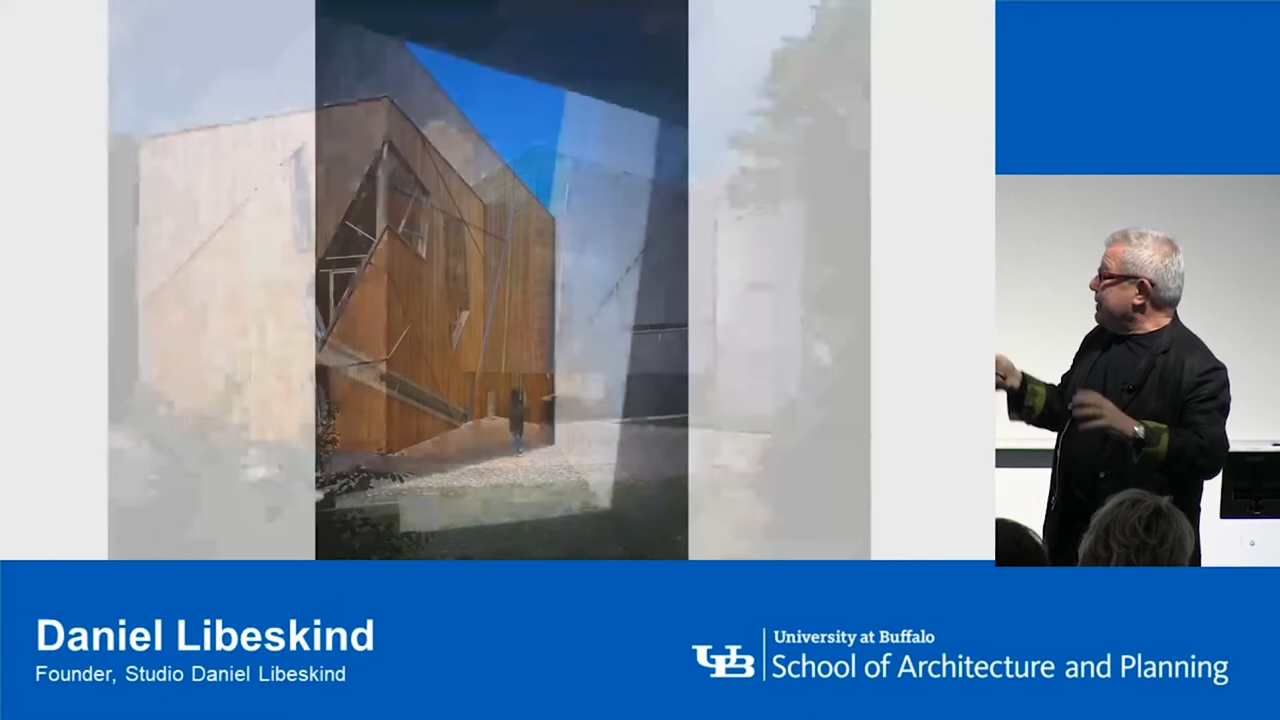 Daniel Libeskind
Founder, Studio Daniel Libeskind
UB
University at Buffalo
School of Architecture and Planning